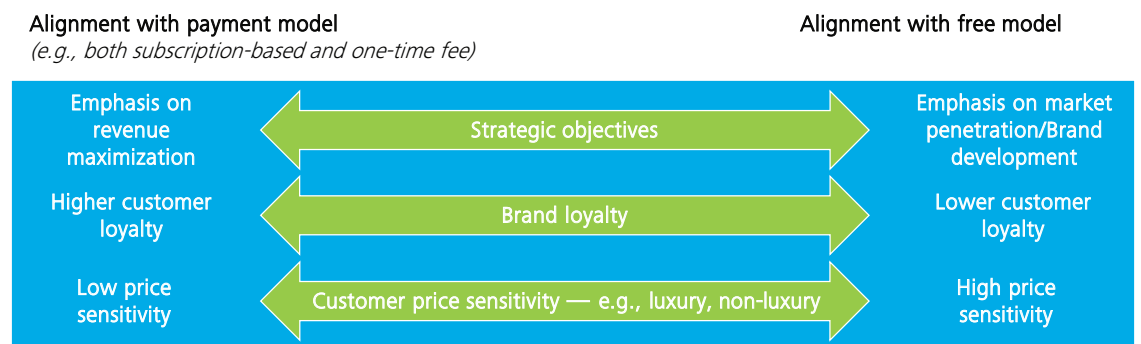 Alignment with payment model
(e.g., both subscription-based and one-time fee)
Alignment with free model
Emphasis on
revenue
maximization
Strategic objectives
Emphasis on market
penetration/Brand
development
Higher customer
loyalty
Brand loyalty
Lower customer
loyalty
Low price
sensitivity
Customer price sensitivity — e.g., luxury, non-luxury
High price
sensitivity